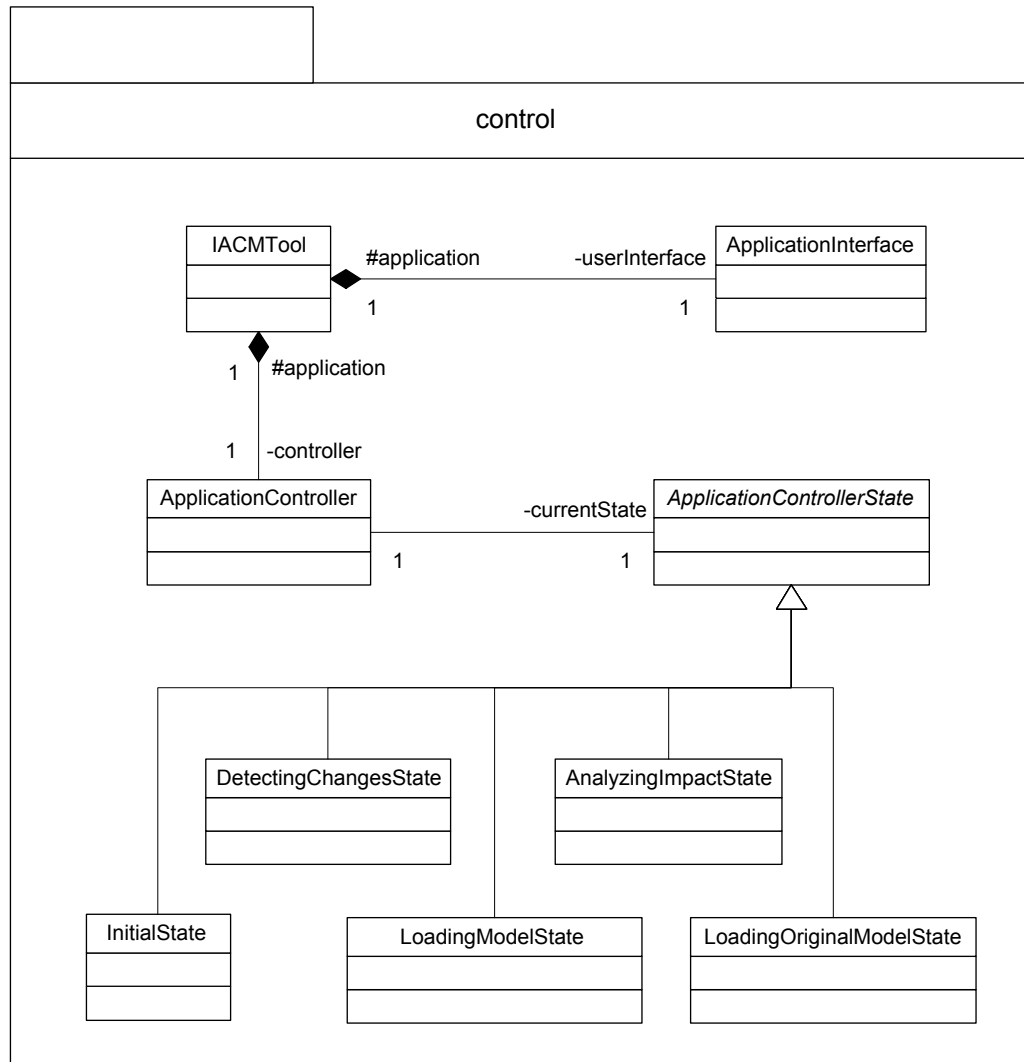 control
IACMTool
ApplicationInterface
#application
-userInterface
1
1
1
#application
1
-controller
ApplicationController
ApplicationControllerState
-currentState
1
1
DetectingChangesState
AnalyzingImpactState
InitialState
LoadingModelState
LoadingOriginalModelState